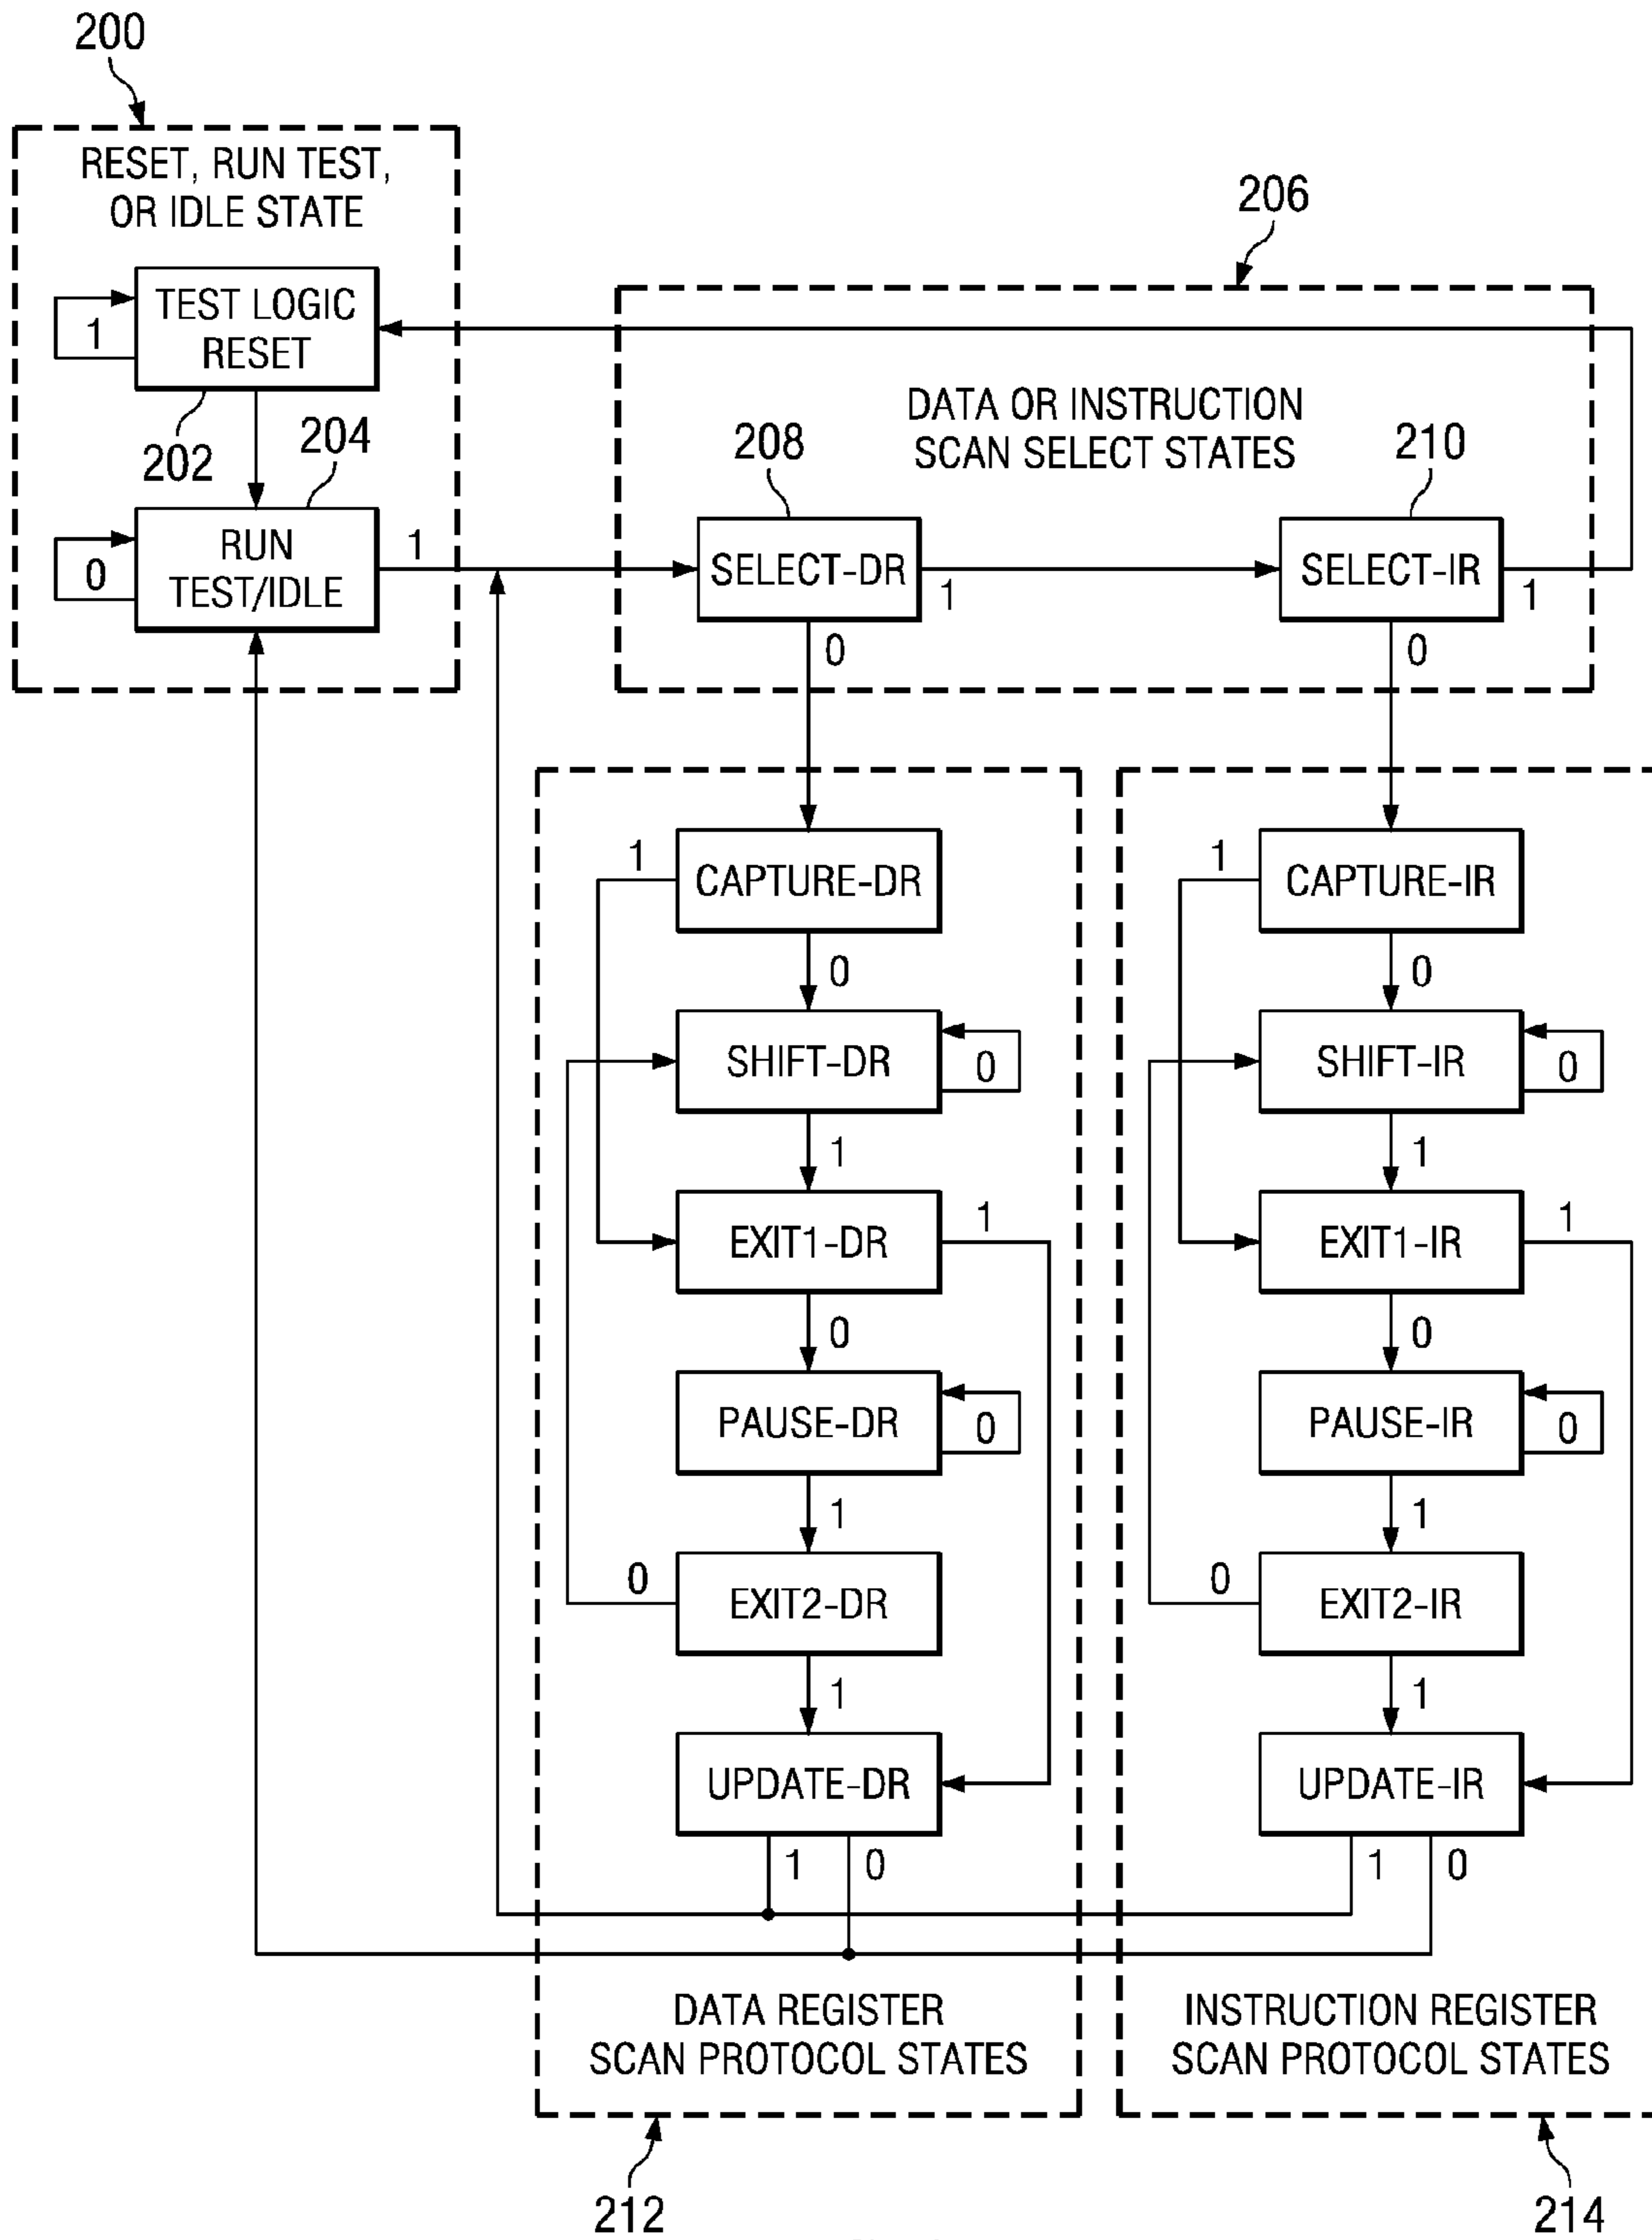 200
RESET, RUN TEST,
OR IDLE STATE
TEST LOGIC
RESET
1
202
204
RUN
TEST/IDLE
0
1
206
DATA OR INSTRUCTION
SCAN SELECT STATES
208
210
SELECT-DR
1
0
SELECT-IR
1
0
1
CAPTURE-DR
0
SHIFT-DR
0
1
EXIT1-DR
1
0
PAUSE-DR
0
1
0
EXIT2-DR
1
UPDATE-DR
1
0
DATA REGISTER
SCAN PROTOCOL STATES
212
1
CAPTURE-IR
0
SHIFT-IR
0
1
EXIT1-IR
1
0
PAUSE-IR
0
1
0
EXIT2-IR
1
UPDATE-IR
1
0
INSTRUCTION REGISTER
SCAN PROTOCOL STATES
214